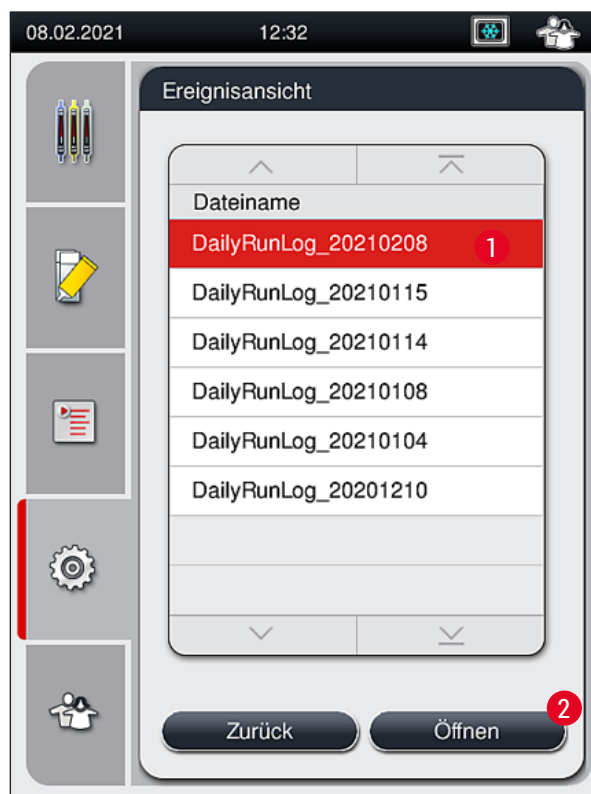 08.02.2021 12:32
Ereignisansicht
Dateiname
DailyRunLog_20210208 1
DailyRunLog_20210115
DailyRunLog_20210114
DailyRunLog_20210108
DailyRunLog_20210104
DailyRunLog_20201210
2
Zurück Öffnen